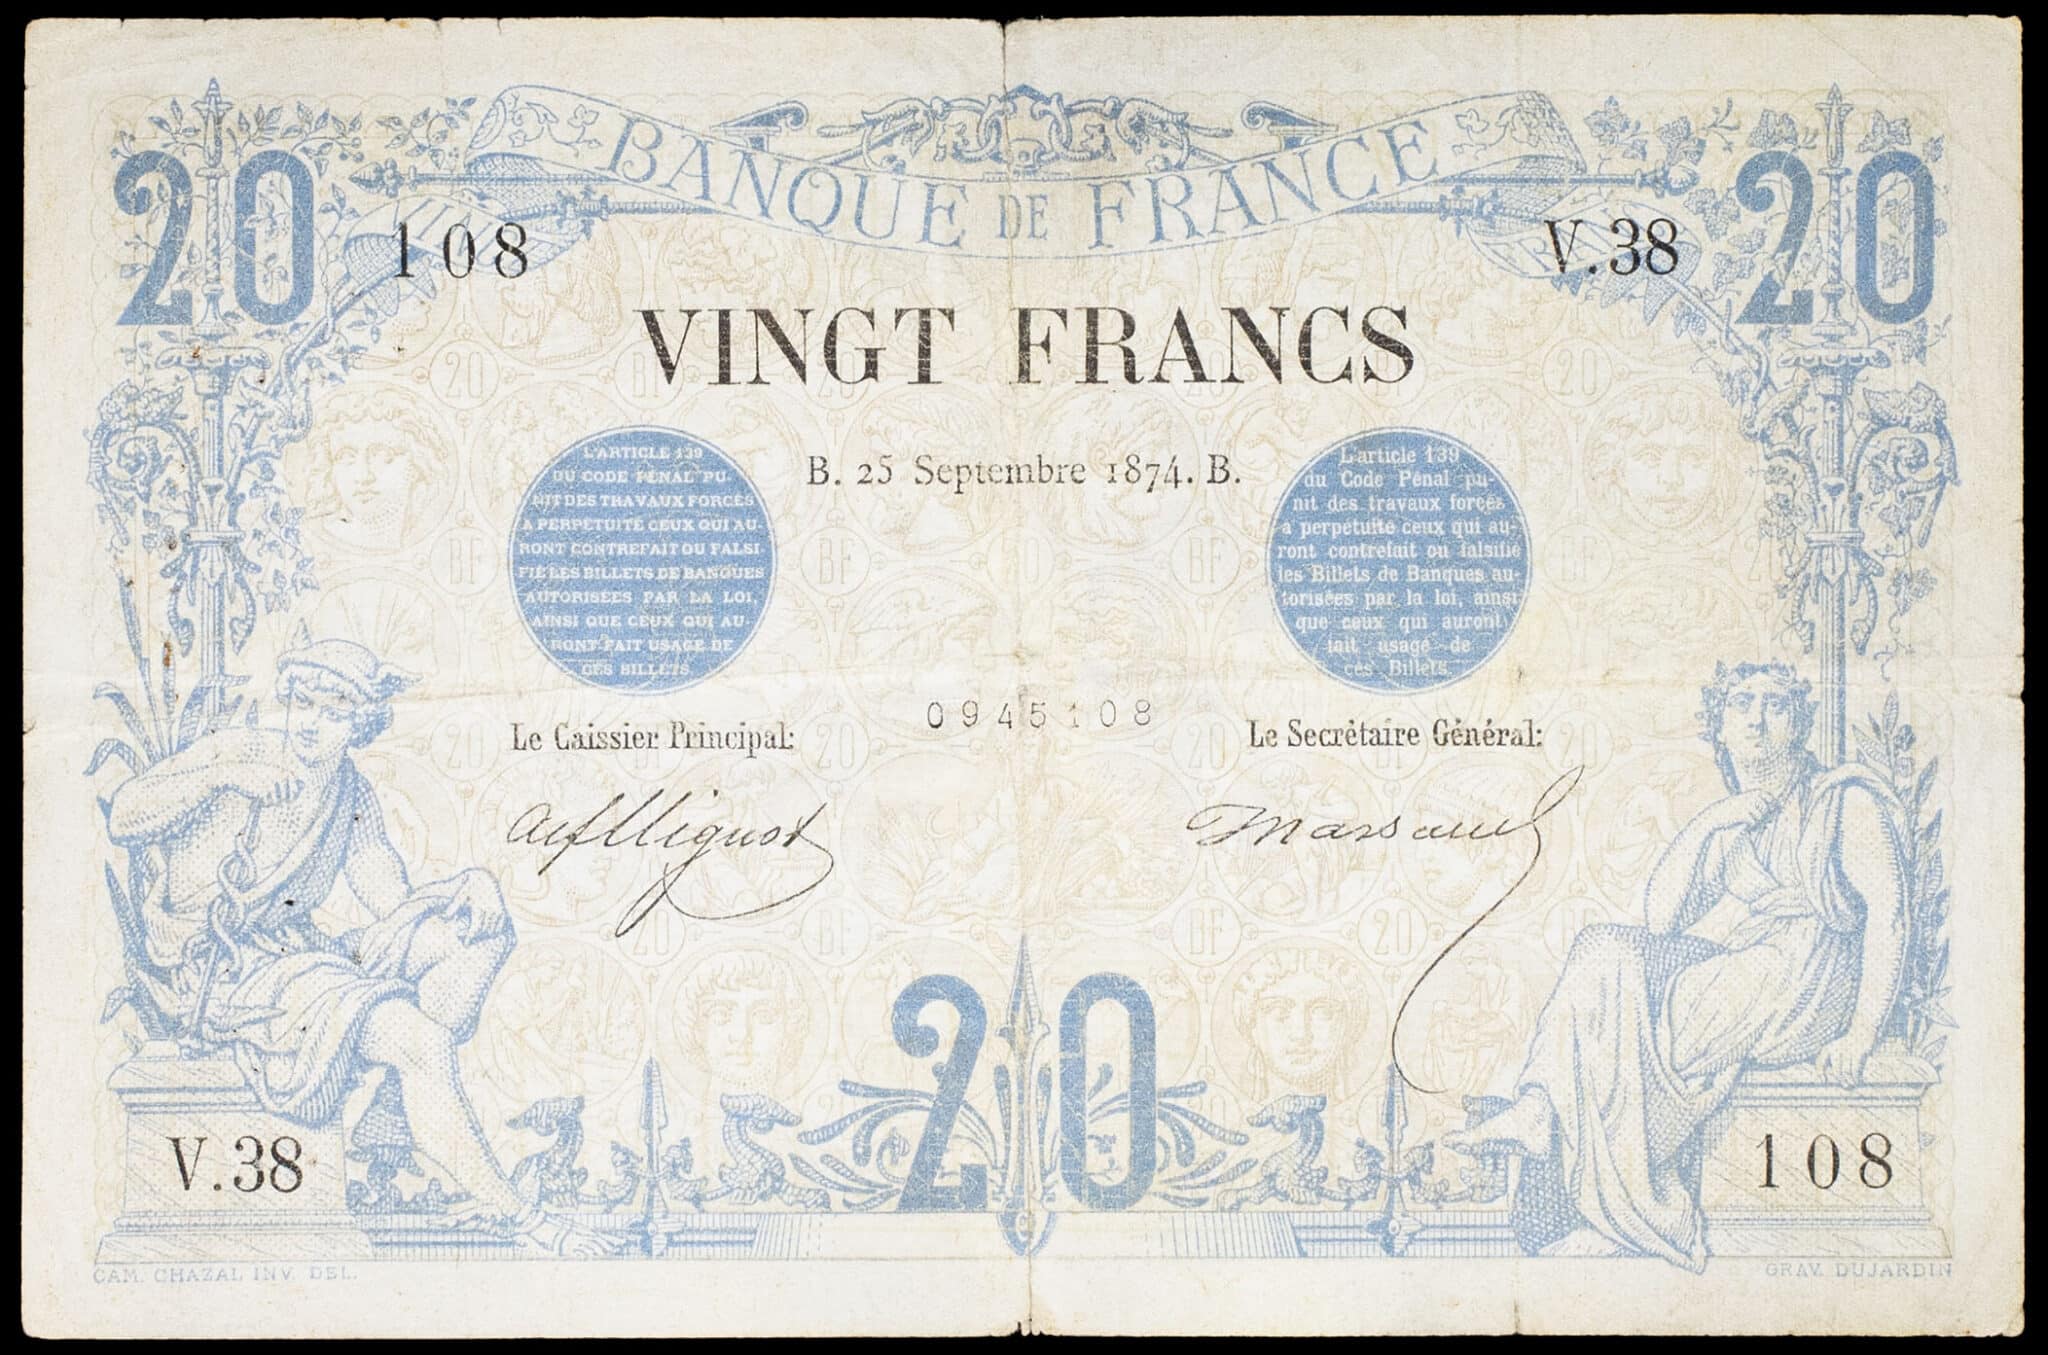 BANQUE DE FRANCE
20
20
108
V.38
VINGT FRANCS
B. 25 Septembre 1874. B.
L'ARTICLE 139
DU CODE PÉNAL PU-
NIT DES TRAVAUX FORCÉS
A PERPÉTUITÉ CEUX QUI AU-
RONT CONTREFAIT OU FALSI-
FIÉ LES BILLETS DE BANQUES
AUTORISÉES PAR LA LOI,
AINSI QUE CEUX QUI AU-
RONT FAIT USAGE DE
CES BILLETS
L'article 139
du Code Pénal pu-
nit des travaux forcés
a perpétuité ceux qui au-
ront contrefait ou falsifié
les Billets de Banques au-
torisées par la loi, ainsi
que ceux qui auront
fait usage de
ces Billets.
0945108
Le Caissier Principal:
Le Secrétaire Général:
Mignot
Marsaud
20
V.38
108
CAM. CHAZAL INV. DEL.
GRAV. DUJARDIN